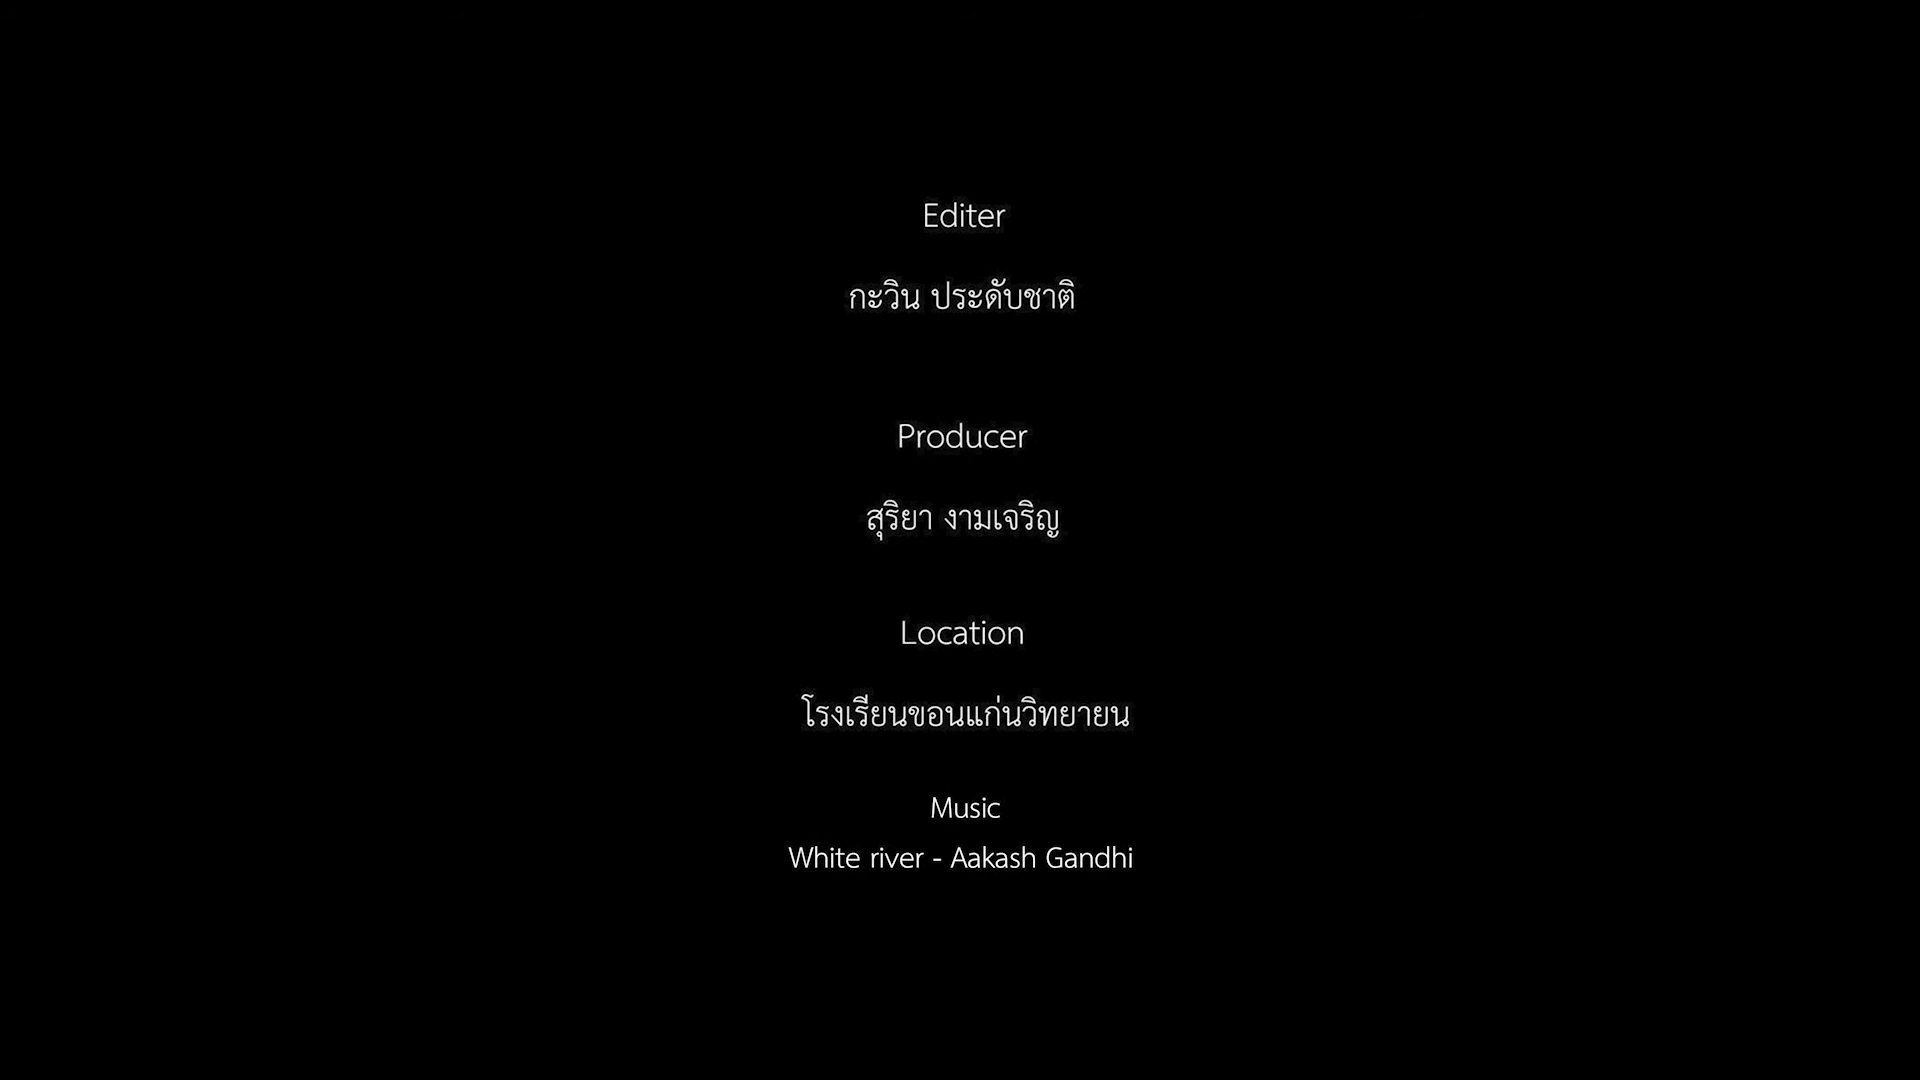 Editer
กะวิน ประดับชาติ
Producer
สุริยา งามเจริญ
Location
โรงเรียนขอนแก่นวิทยายน
Music
White river - Aakash Gandhi